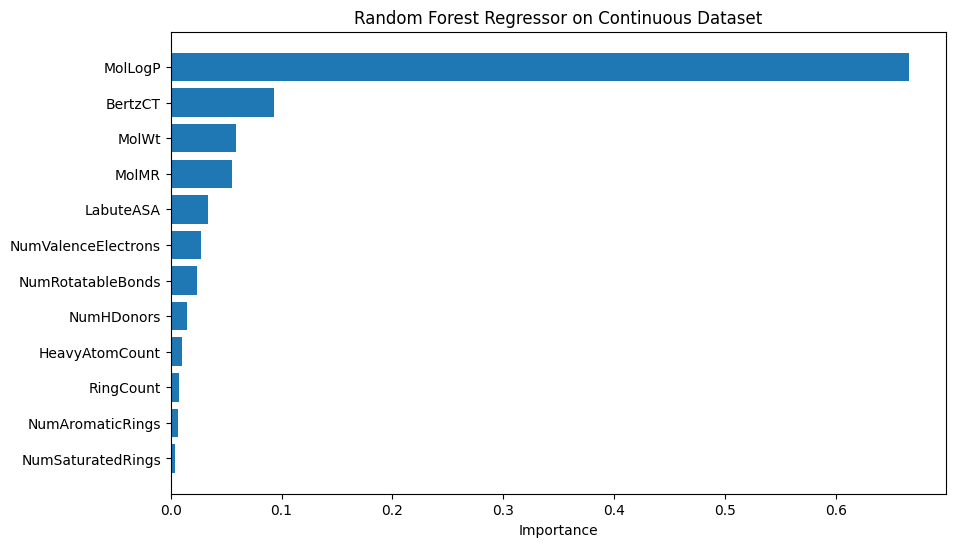 Random Forest Regressor on Continuous Dataset
MolLogP
BertzCT
MolWt
MolMR
LabuteASA
NumValenceElectrons
NumRotatableBonds
NumHDonors
HeavyAtomCount
RingCount
NumAromaticRings
NumSaturatedRings
0.0 0.1 0.2 0.3 0.4 0.5 0.6
Importance